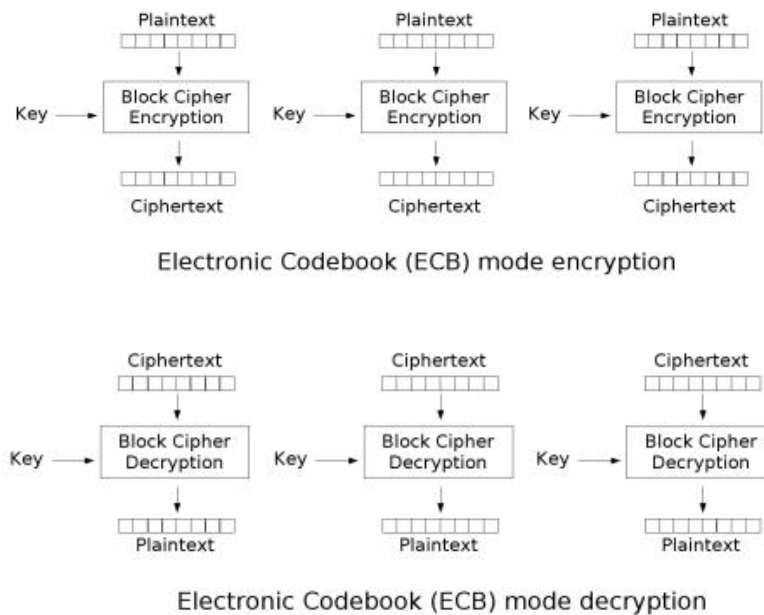 Plaintext Plaintext Plaintext
Key Block Cipher Encryption Key Block Cipher Encryption Key Block Cipher Encryption
Ciphertext Ciphertext Ciphertext
Electronic Codebook (ECB) mode encryption
Ciphertext Ciphertext Ciphertext
Key Block Cipher Decryption Key Block Cipher Decryption Key Block Cipher Decryption
Plaintext Plaintext Plaintext
Electronic Codebook (ECB) mode decryption